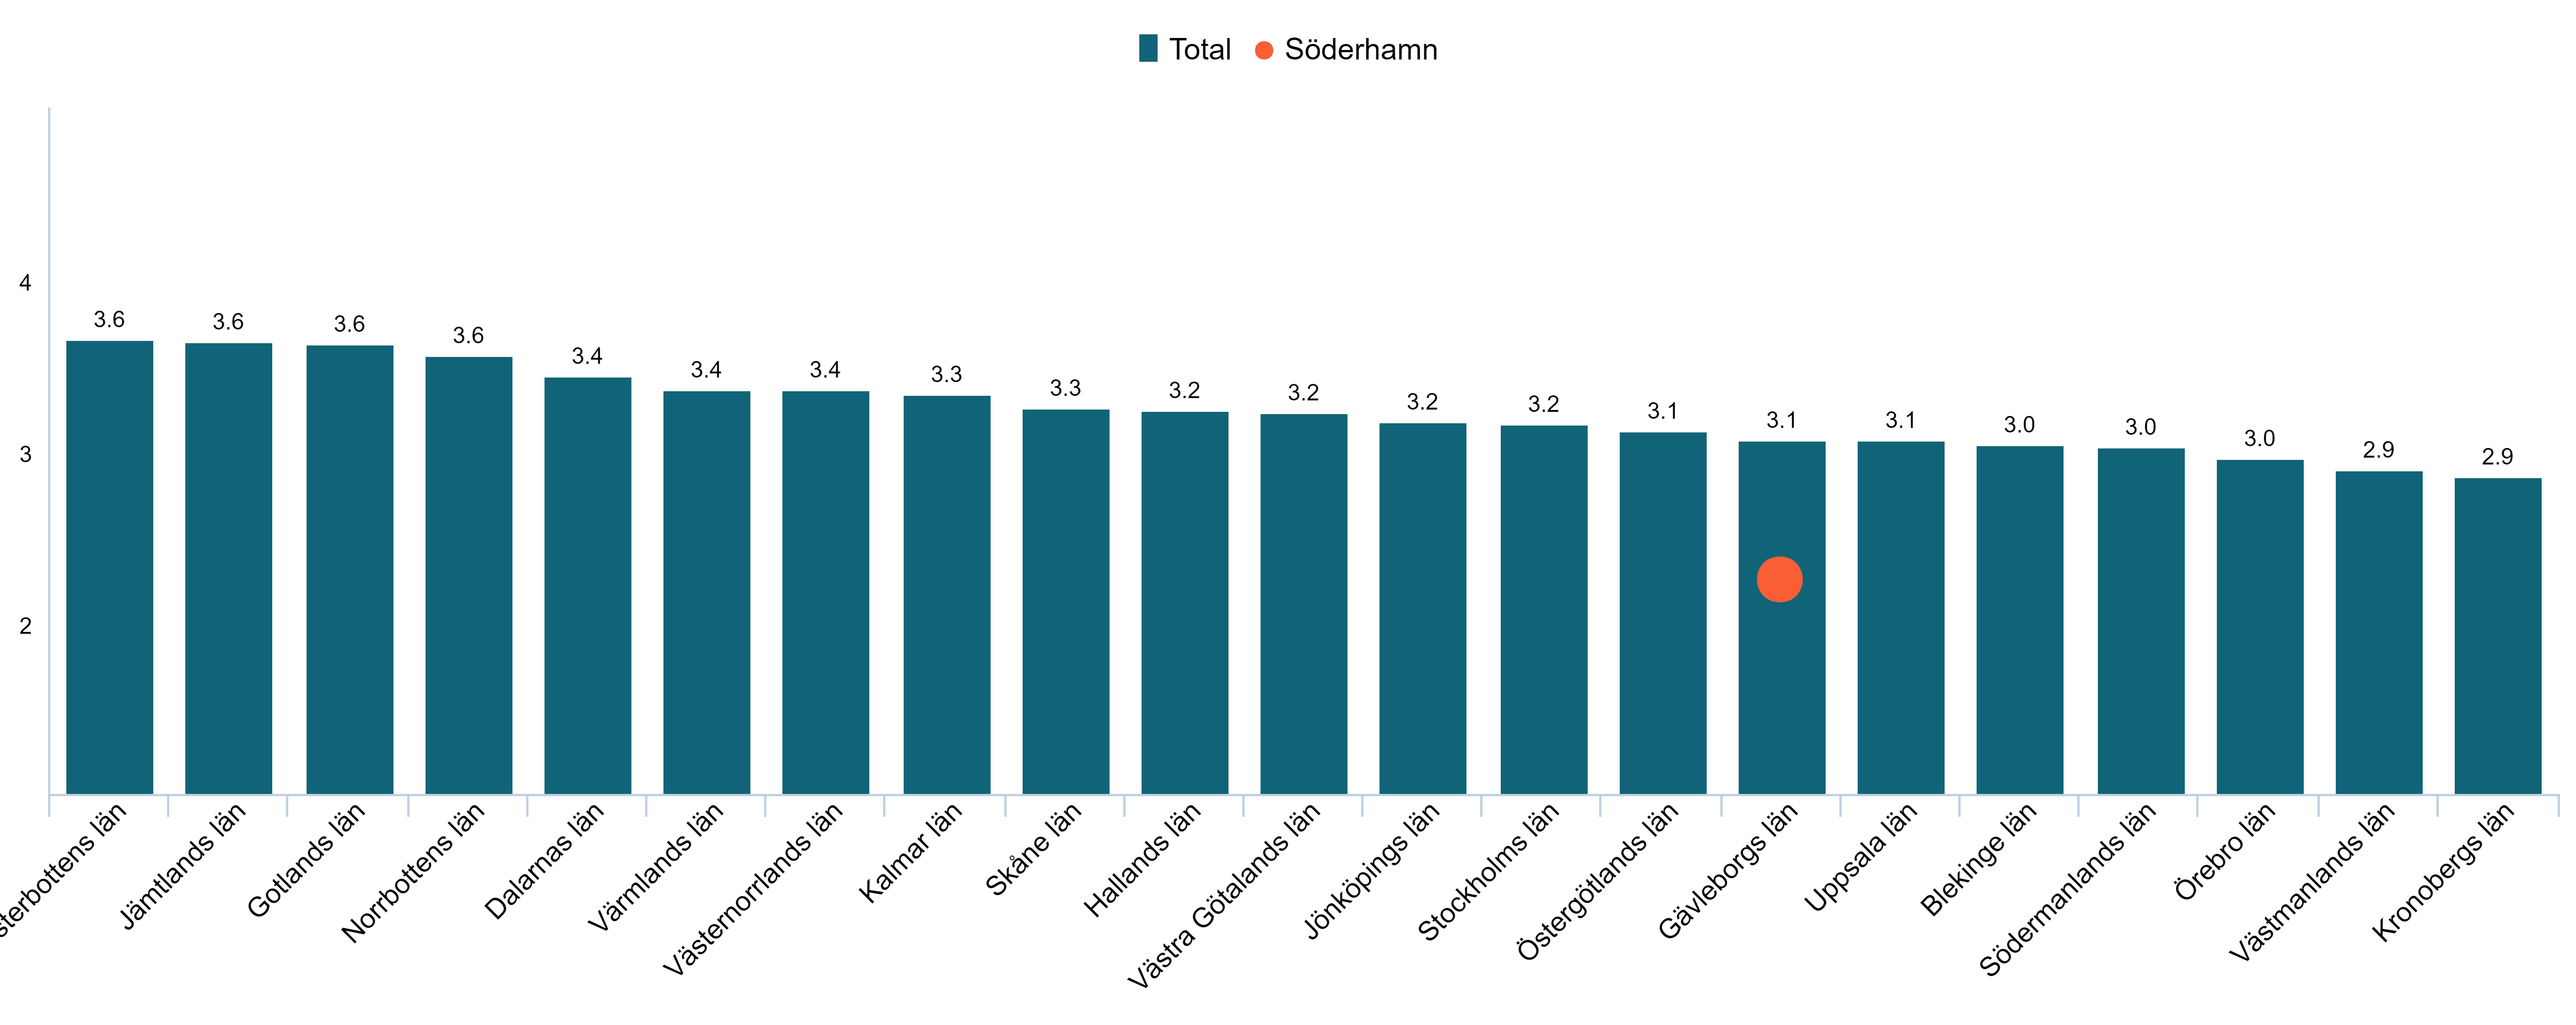 Total Söderhamn
4
3
2
3.6
3.6
3.6
3.6
3.4
3.4
3.4
3.3
3.3
3.2
3.2
3.2
3.2
3.1
3.1
3.1
3.0
3.0
3.0
2.9
2.9
sterbottens län
Jämtlands län
Gotlands län
Norrbottens län
Dalarnas län
Värmlands län
Västernorrlands län
Kalmar län
Skåne län
Hallands län
Västra Götalands län
Jönköpings län
Stockholms län
Östergötlands län
Gävleborgs län
Uppsala län
Blekinge län
Södermanlands län
Örebro län
Västmanlands län
Kronobergs län